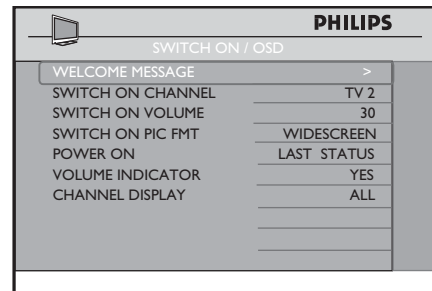 PHILIPS
SWITCH ON / OSD
WELCOME MESSAGE >
SWITCH ON CHANNEL TV 2
SWITCH ON VOLUME 30
SWITCH ON PIC FMT WIDESCREEN
POWER ON LAST STATUS
VOLUME INDICATOR YES
CHANNEL DISPLAY ALL